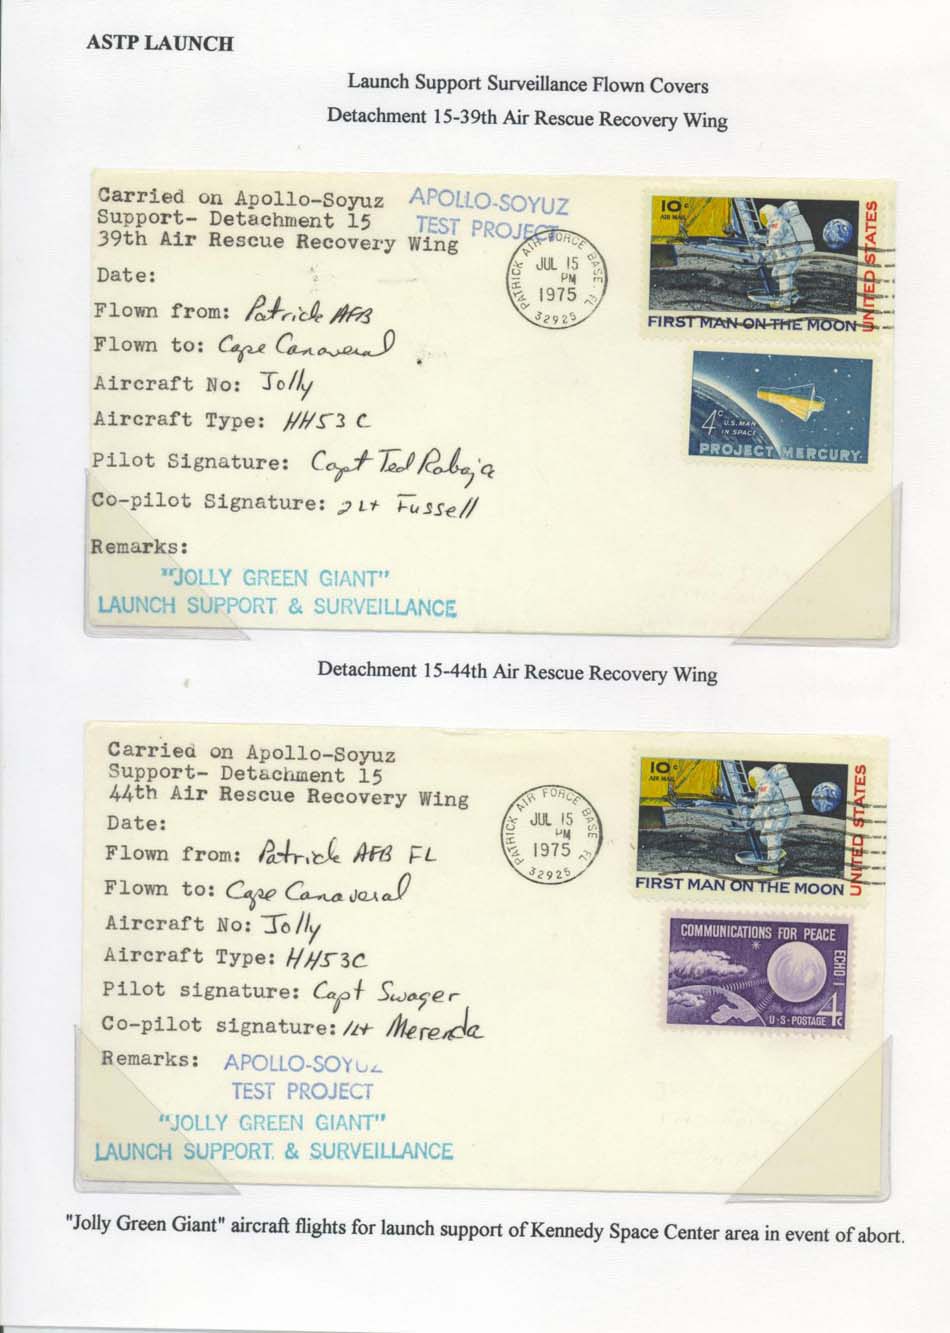 ASTP LAUNCH
Launch Support Surveillance Flown Covers
Detachment 15-39th Air Rescue Recovery Wing
Carried on Apollo-Soyuz
Support- Detachment 15
39th Air Rescue Recovery Wing
APOLLO-SOYUZ
TEST PROJECT
Date:
Flown from: Patrick AFB
Flown to: Cape Canaveral
Aircraft No: Jolly
Aircraft Type: HH53C
Pilot Signature: Capt Ted
Co-pilot Signature: 2Lt Fussell
Remarks:
"JOLLY GREEN GIANT"
LAUNCH SUPPORT & SURVEILLANCE
PATRICK AIR FORCE BASE FL
JUL 15
PM
1975
32925
10c
AIR MAIL
UNITED STATES
FIRST MAN ON THE MOON
4c U.S. MAN
IN SPACE
PROJECT MERCURY
Detachment 15-44th Air Rescue Recovery Wing
Carried on Apollo-Soyuz
Support- Detachment 15
44th Air Rescue Recovery Wing
Date:
Flown from: Patrick AFB FL
Flown to: Cape Canaveral
Aircraft No: Jolly
Aircraft Type: HH53C
Pilot signature: Capt Swager
Co-pilot signature: 1Lt Merenda
Remarks:
APOLLO-SOYUZ
TEST PROJECT
"JOLLY GREEN GIANT"
LAUNCH SUPPORT & SURVEILLANCE
PATRICK AIR FORCE BASE FL
JUL 15
PM
1975
32925
10c
AIR MAIL
UNITED STATES
FIRST MAN ON THE MOON
COMMUNICATIONS FOR PEACE
ECHO I
U·S·POSTAGE 4c
"Jolly Green Giant" aircraft flights for launch support of Kennedy Space Center area in event of abort.